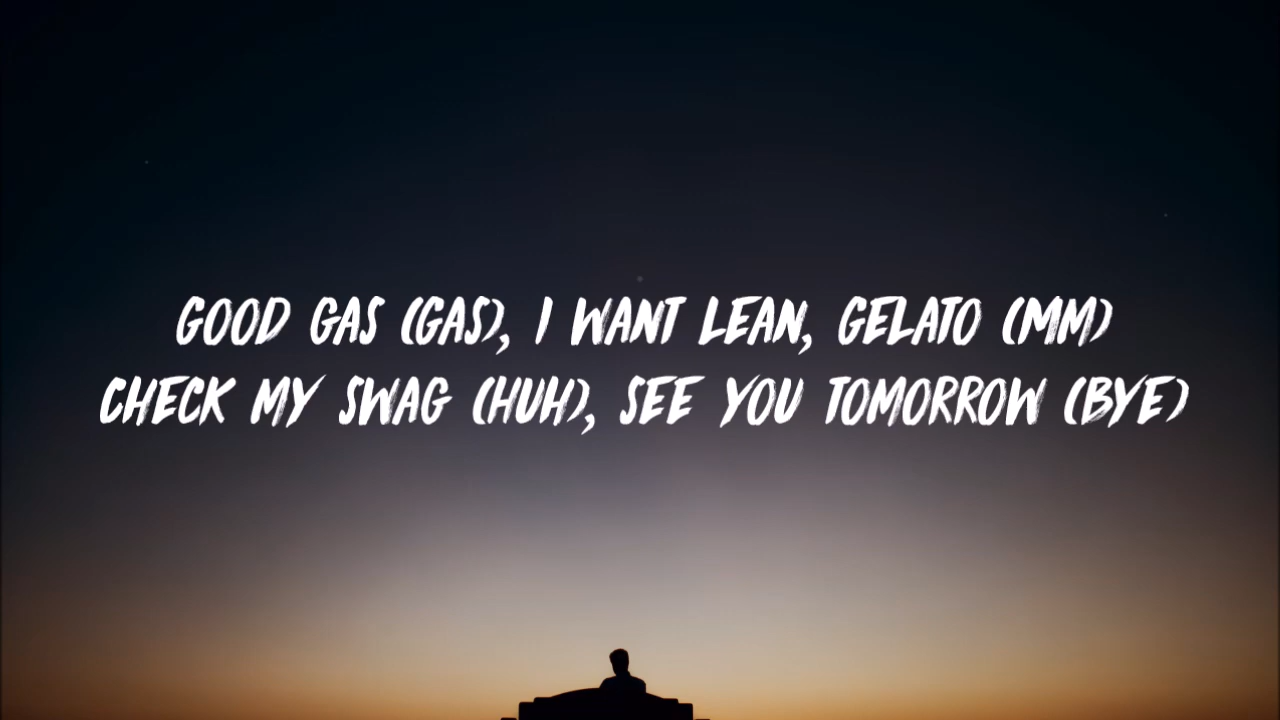 GOOD GAS (GAS), I WANT LEAN, GELATO (MM)
CHECK MY SWAG (HUH), SEE YOU TOMORROW (BYE)